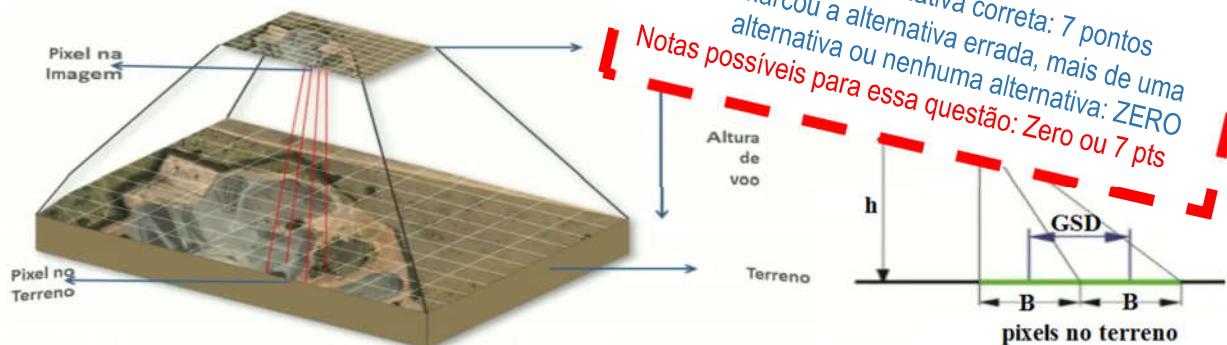 alternativa correta: 7 pontos
marcou a alternativa errada, mais de uma
alternativa ou nenhuma alternativa: ZERO
Notas possíveis para essa questão: Zero ou 7 pts
Pixel na
Imagem
Altura
de
voo
Pixel no
Terreno
Terreno
h
GSD
B B
pixels no terreno